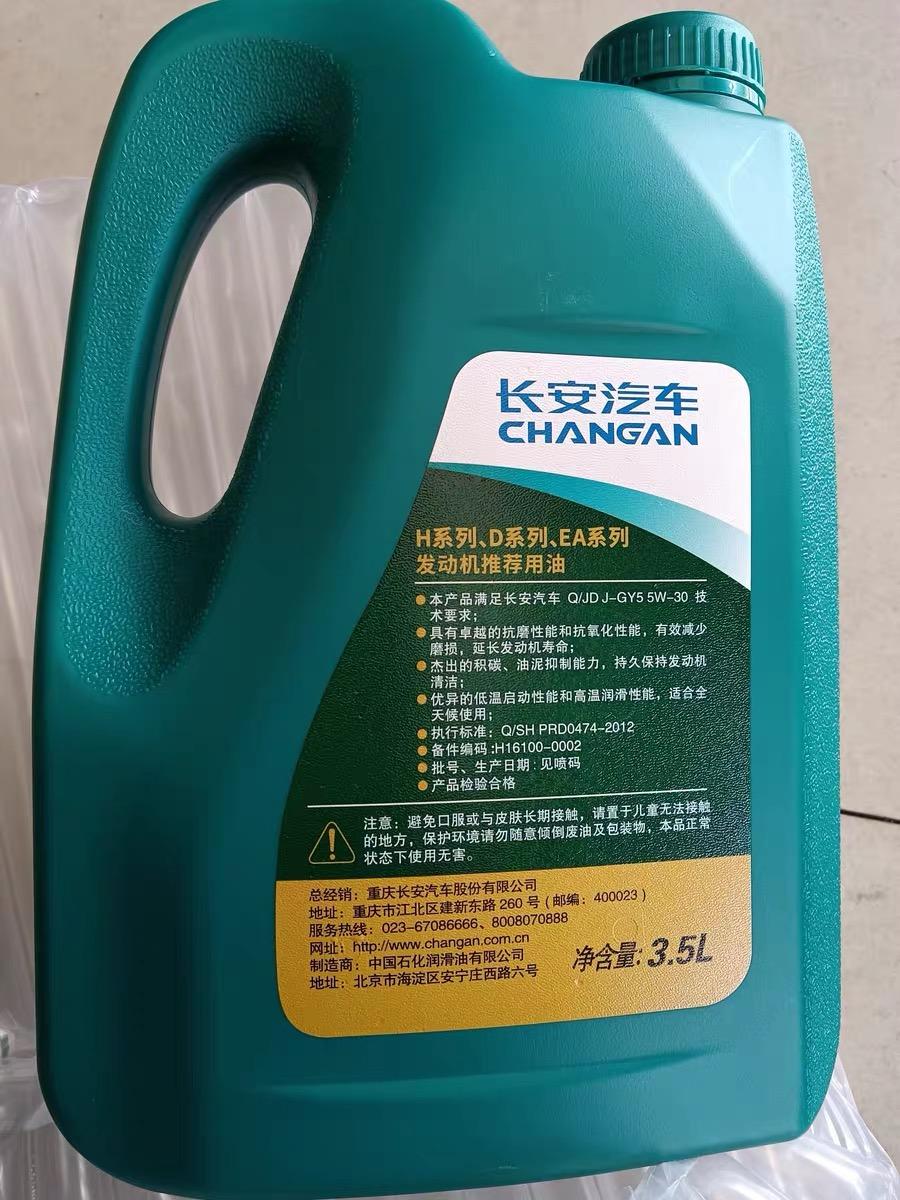 长安汽车
CHANGAN
H系列、D系列、EA系列
发动机推荐用油
●本产品满足长安汽车 Q/JD J-GY5 5W-30 技
术要求；
●具有卓越的抗磨性能和抗氧化性能，有效减少
磨损，延长发动机寿命；
●杰出的积碳、油泥抑制能力，持久保持发动机
清洁；
●优异的低温启动性能和高温润滑性能，适合全
天候使用；
●执行标准：Q/SH PRD0474-2012
●备件编码:H16100-0002
●批号、生产日期：见喷码
●产品检验合格
注意：避免口服或与皮肤长期接触，请置于儿童无法接触
的地方，保护环境请勿随意倾倒废油及包装物，本品正常
状态下使用无害。
总经销：重庆长安汽车股份有限公司
地址：重庆市江北区建新东路 260 号（邮编：400023）
服务热线：023-67086666、8008070888
网址：http://www.changan.com.cn
制造商：中国石化润滑油有限公司
地址：北京市海淀区安宁庄西路六号
净含量：3.5L